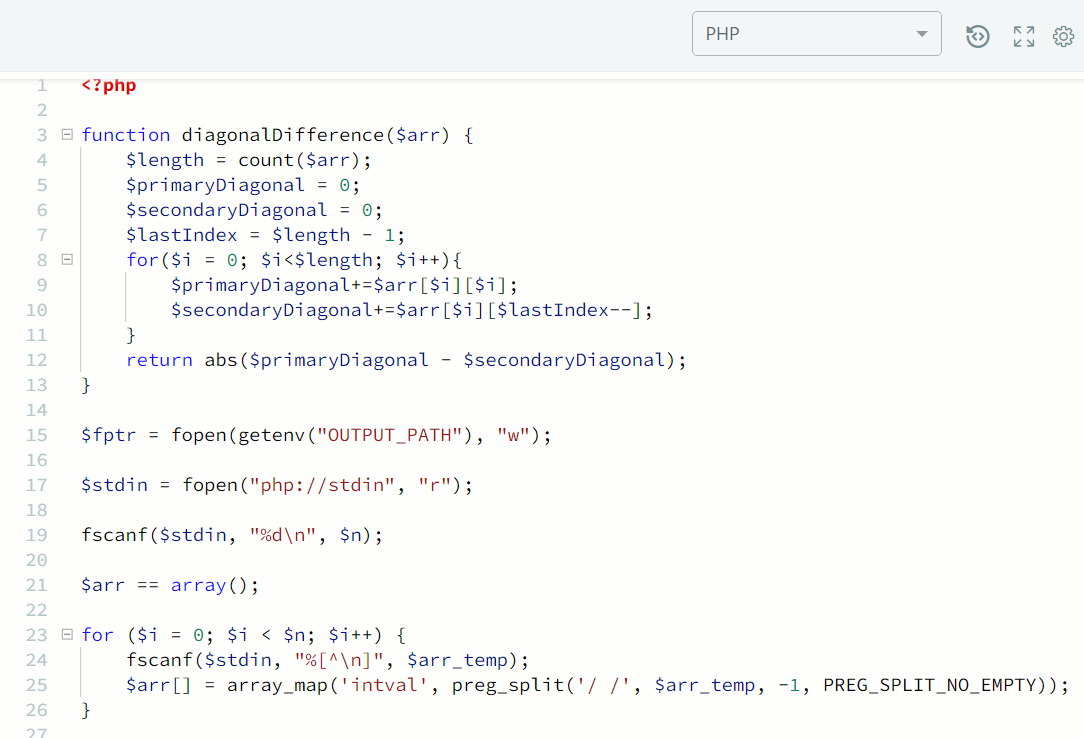 PHP
1 <?php
2
3 function diagonalDifference($arr) {
4     $length = count($arr);
5     $primaryDiagonal = 0;
6     $secondaryDiagonal = 0;
7     $lastIndex = $length - 1;
8     for($i = 0; $i<$length; $i++){
9         $primaryDiagonal+=$arr[$i][$i];
10         $secondaryDiagonal+=$arr[$i][$lastIndex--];
11     }
12     return abs($primaryDiagonal - $secondaryDiagonal);
13 }
14
15 $fptr = fopen(getenv("OUTPUT_PATH"), "w");
16
17 $stdin = fopen("php://stdin", "r");
18
19 fscanf($stdin, "%d\n", $n);
20
21 $arr == array();
22
23 for ($i = 0; $i < $n; $i++) {
24     fscanf($stdin, "%[^\n]", $arr_temp);
25     $arr[] = array_map('intval', preg_split('/ /', $arr_temp, -1, PREG_SPLIT_NO_EMPTY));
26 }
27